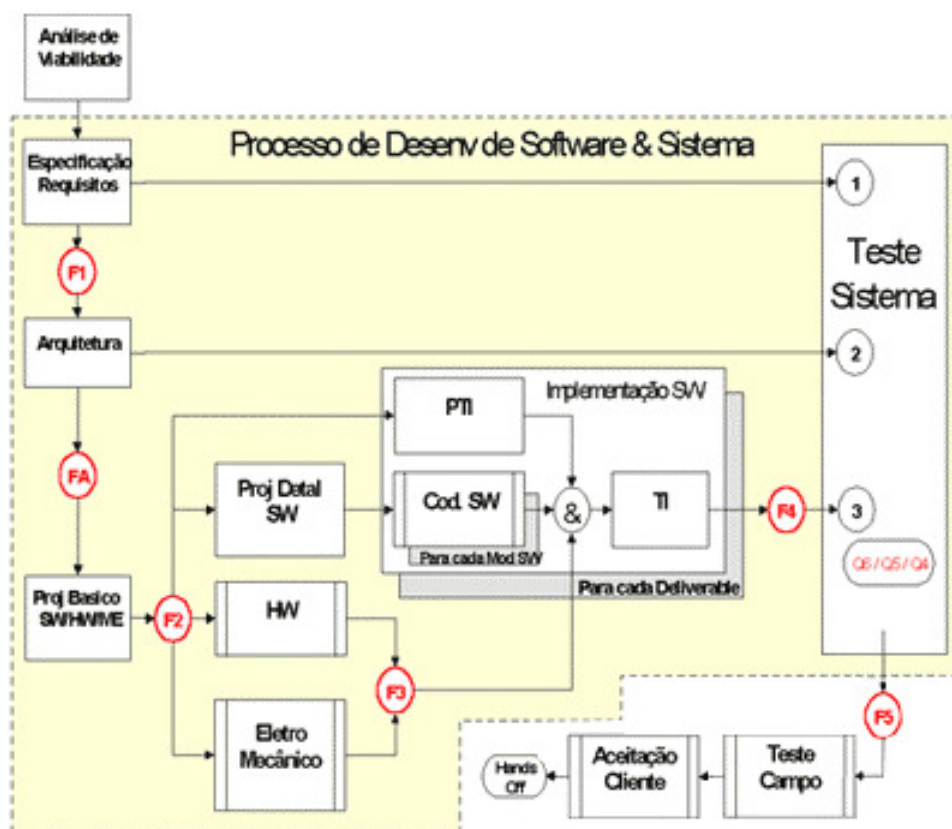 Análise de
Viabilidade
Processo de Desenv de Software & Sistema
Especificação
Requisitos
1
Teste
Sistema
F1
Arquitetura
2
Implementação SW
PTI
FA
Proj Detal
SW
Cod. SW
&
TI
F4
3
Para cada Mod SW
Q6 / Q5 / Q4
Para cada Deliverable
Proj Basico
SW/HW/ME
F2
HW
F3
F5
Eletro
Mecânico
Hands
Off
Aceitação
Cliente
Teste
Campo